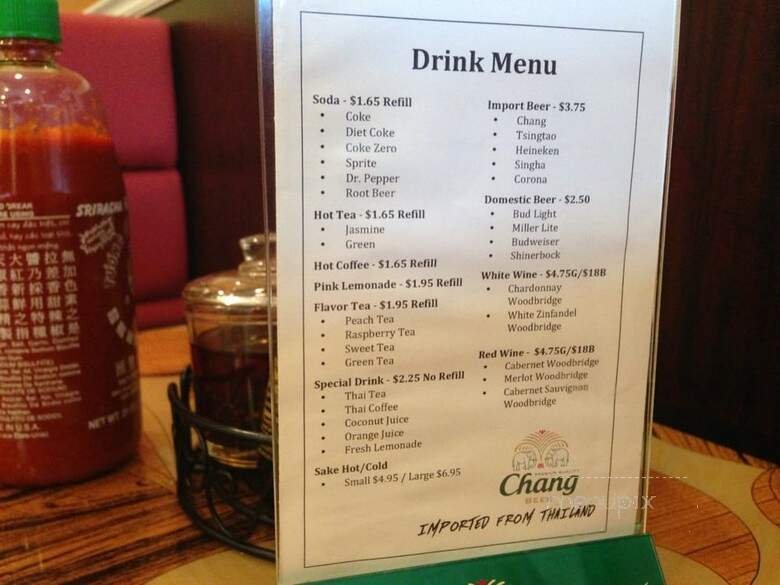 Drink Menu
Soda - $1.65 Refill
• Coke
• Diet Coke
• Coke Zero
• Sprite
• Dr. Pepper
• Root Beer
Hot Tea - $1.65 Refill
• Jasmine
• Green
Hot Coffee - $1.65 Refill
Pink Lemonade - $1.95 Refill
Flavor Tea - $1.95 Refill
• Peach Tea
• Raspberry Tea
• Sweet Tea
• Green Tea
Special Drink - $2.25 No Refill
• Thai Tea
• Thai Coffee
• Coconut Juice
• Orange Juice
• Fresh Lemonade
Sake Hot/Cold
• Small $4.95 / Large $6.95
Import Beer - $3.75
• Chang
• Tsingtao
• Heineken
• Singha
• Corona
Domestic Beer - $2.50
• Bud Light
• Miller Lite
• Budweiser
• Shinerbock
White Wine - $4.75G/$18B
• Chardonnay
Woodbridge
• White Zinfandel
Woodbridge
Red Wine - $4.75G/$18B
• Cabernet Woodbridge
• Merlot Woodbridge
• Cabernet Sauvignon
Woodbridge
Chang
BEER
IMPORTED FROM THAILAND
SRIRACHA